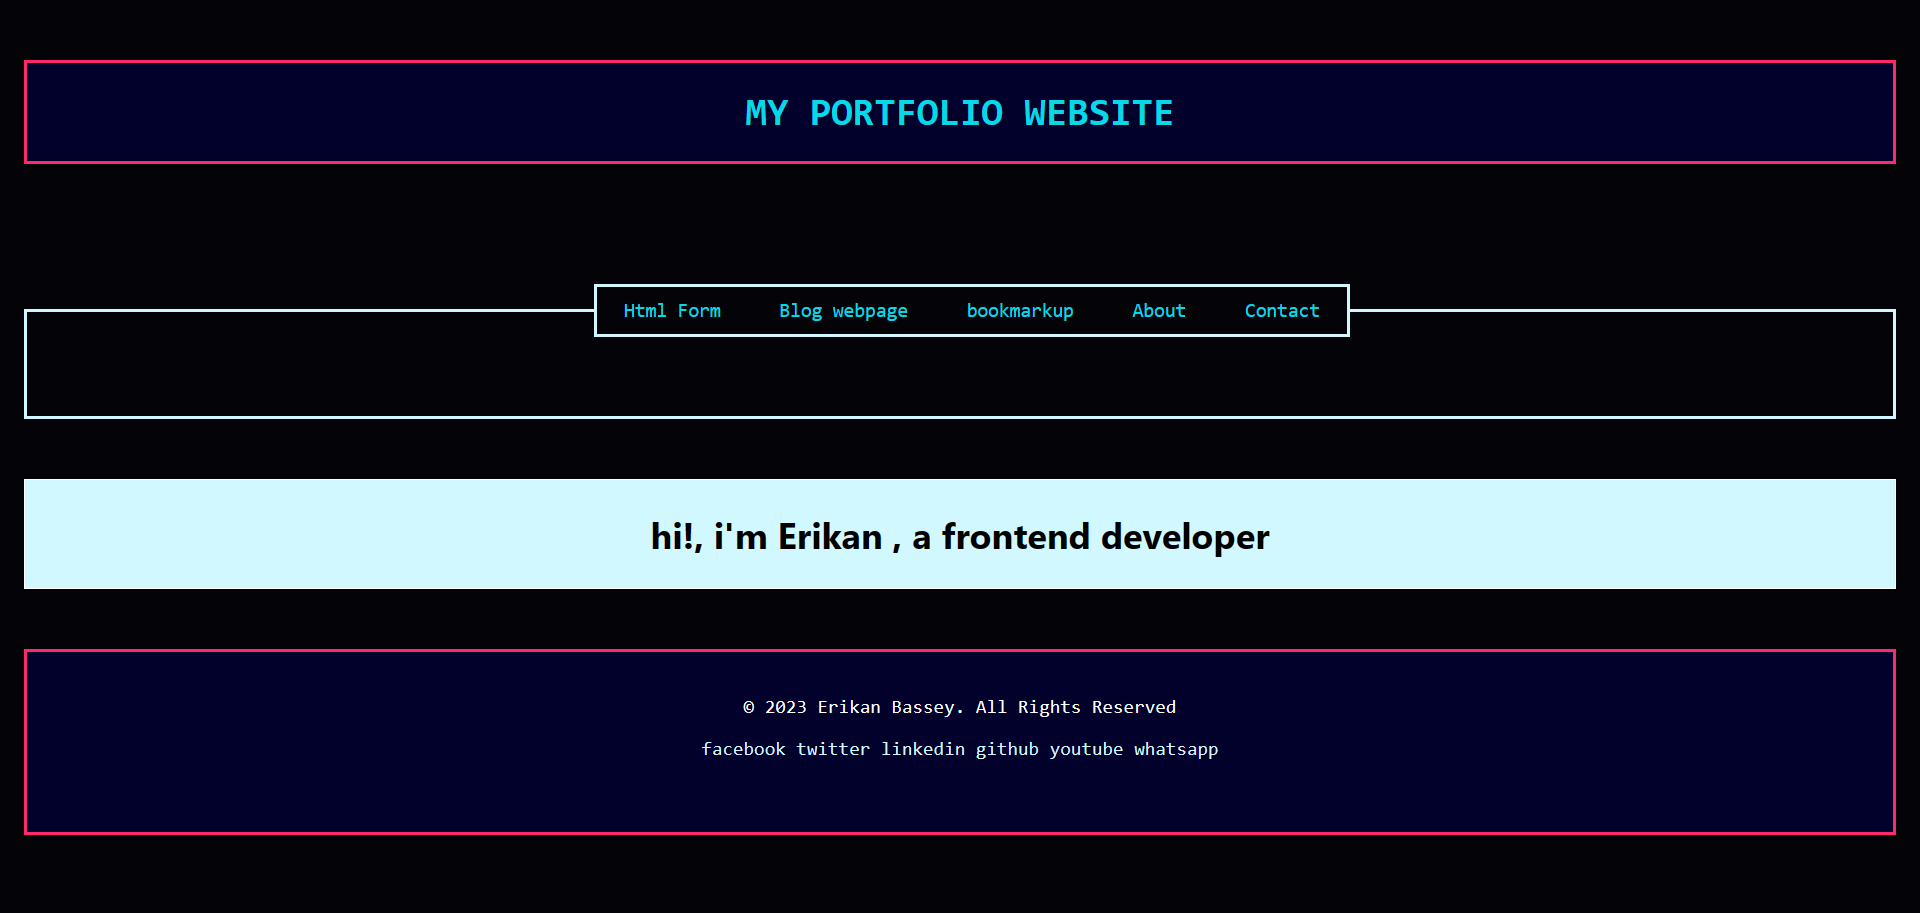 MY PORTFOLIO WEBSITE
Html Form Blog webpage bookmarkup About Contact
hi!, i'm Erikan , a frontend developer
© 2023 Erikan Bassey. All Rights Reserved
facebook twitter linkedin github youtube whatsapp